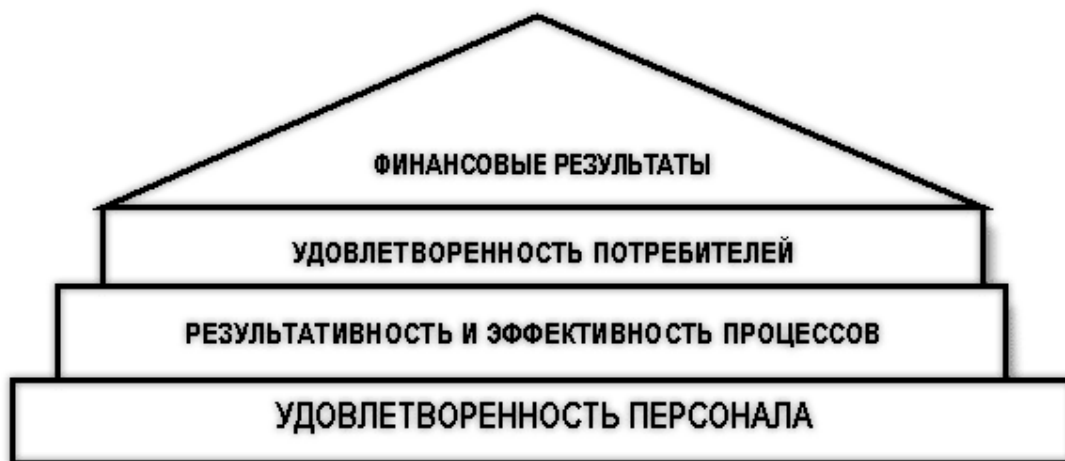 ФИНАНСОВЫЕ РЕЗУЛЬТАТЫ
УДОВЛЕТВОРЕННОСТЬ ПОТРЕБИТЕЛЕЙ
РЕЗУЛЬТАТИВНОСТЬ И ЭФФЕКТИВНОСТЬ ПРОЦЕССОВ
УДОВЛЕТВОРЕННОСТЬ ПЕРСОНАЛА